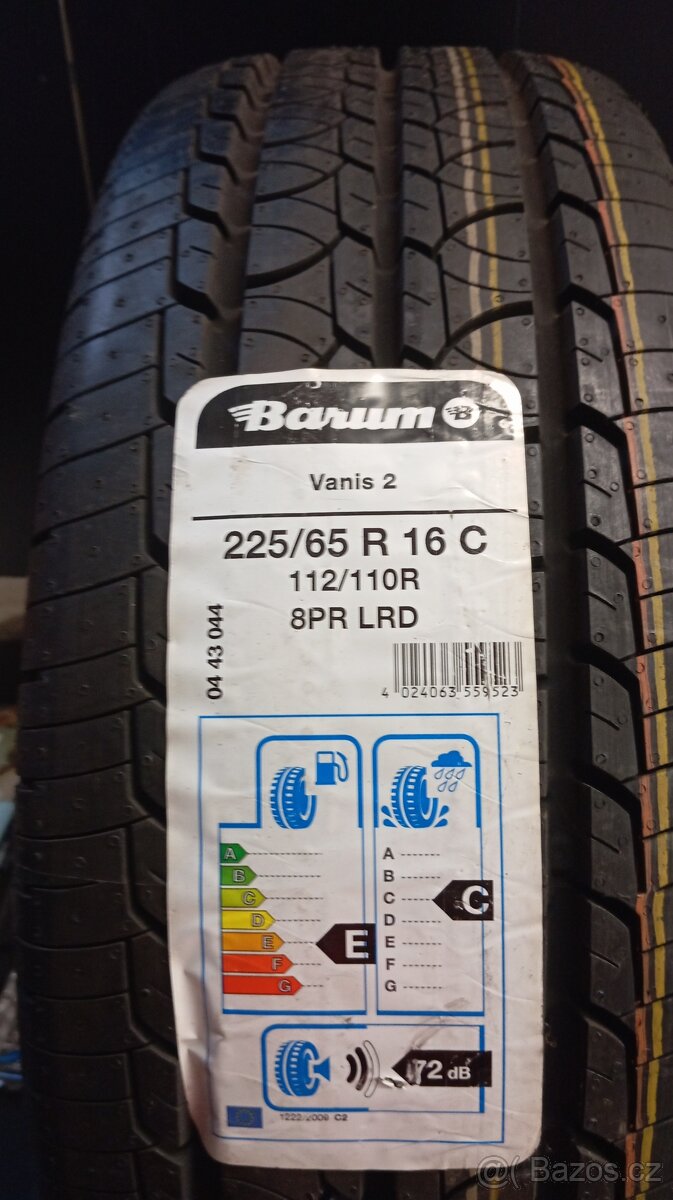 Barum B
Vanis 2
225/65 R 16 C
112/110R
8PR LRD
04 43 044
4 024063 559523
A
B
C
D
E
F
G
E
A
B
C
D
E
F
G
C
72 dB
1222/2009 C2
@ Bazos.cz